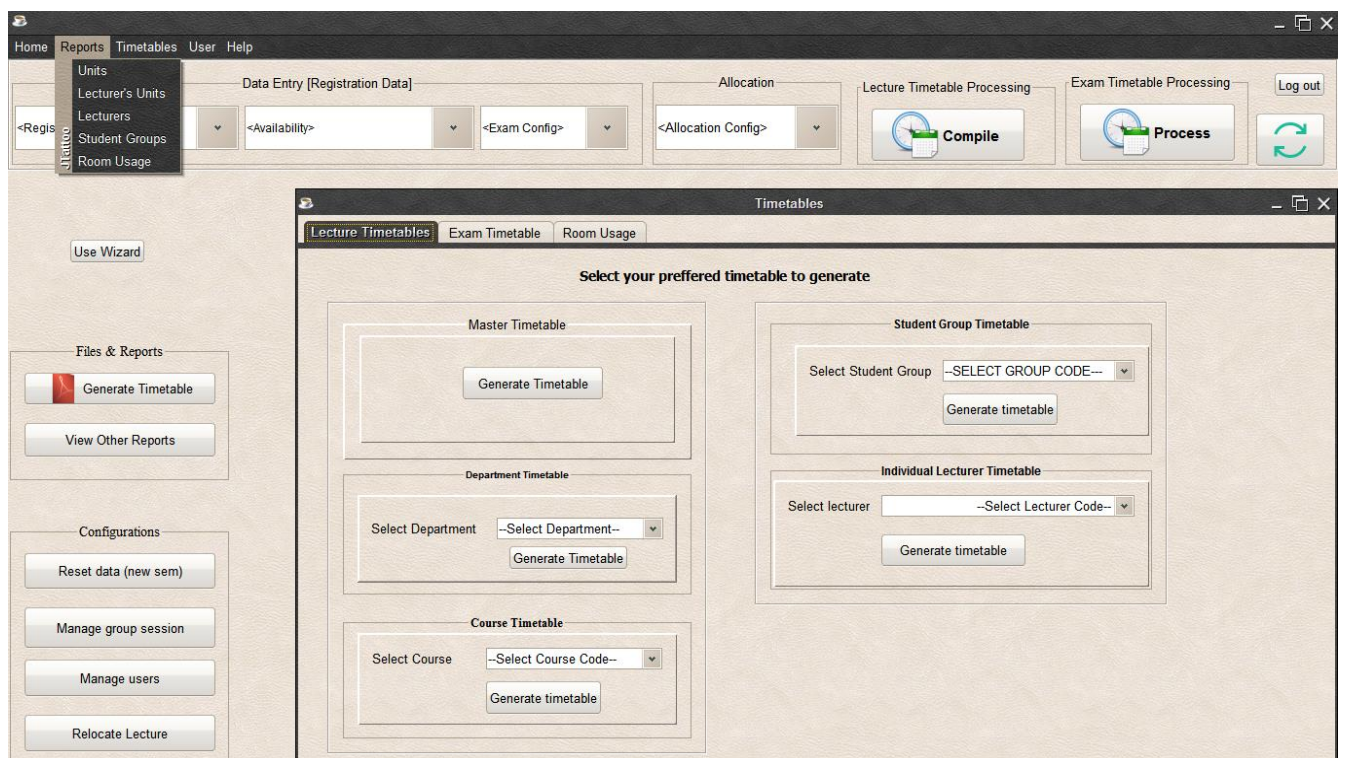 Home Reports Timetables User Help
Units
Lecturer's Units
Lecturers
Student Groups
Room Usage
JTattoo
Data Entry [Registration Data]
Allocation
Lecture Timetable Processing
Exam Timetable Processing
Log out
<Regis
<Availability>
<Exam Config>
<Allocation Config>
Compile
Process
Use Wizard
Files & Reports
Generate Timetable
View Other Reports
Configurations
Reset data (new sem)
Manage group session
Manage users
Relocate Lecture
Timetables
Lecture Timetables Exam Timetable Room Usage
Select your preffered timetable to generate
Master Timetable
Generate Timetable
Department Timetable
Select Department --Select Department--
Generate Timetable
Course Timetable
Select Course --Select Course Code--
Generate timetable
Student Group Timetable
Select Student Group --SELECT GROUP CODE---
Generate timetable
Individual Lecturer Timetable
Select lecturer --Select Lecturer Code--
Generate timetable